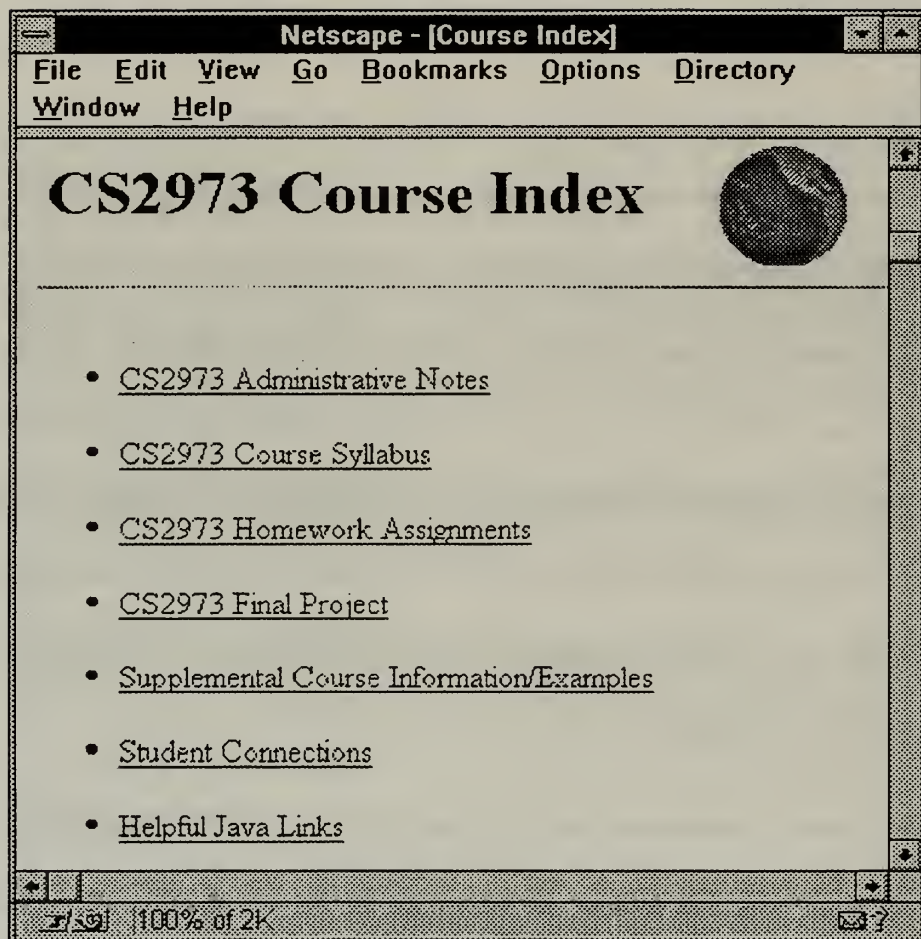 Netscape - [Course Index]
File Edit View Go Bookmarks Options Directory
Window Help
CS2973 Course Index
• CS2973 Administrative Notes
• CS2973 Course Syllabus
• CS2973 Homework Assignments
• CS2973 Final Project
• Supplemental Course Information/Examples
• Student Connections
• Helpful Java Links
100% of 2K
?